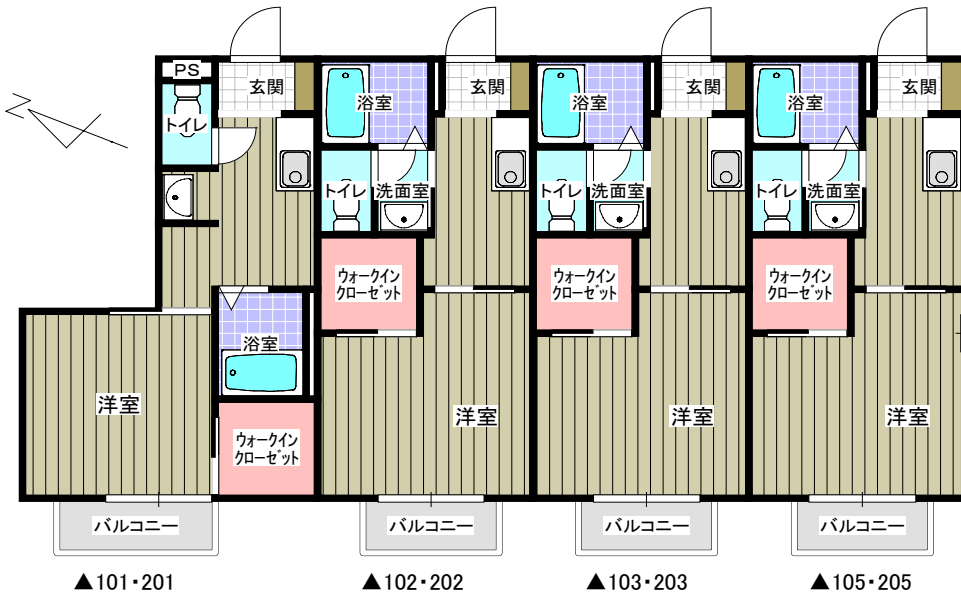 PS
玄関
浴室
玄関
浴室
玄関
浴室
玄関
トイレ
トイレ
洗面室
トイレ
洗面室
トイレ
洗面室
ウォークイン
クローゼット
ウォークイン
クローゼット
ウォークイン
クローゼット
浴室
洋室
洋室
洋室
洋室
ウォークイン
クローゼット
バルコニー
バルコニー
バルコニー
バルコニー
▲101・201
▲102・202
▲103・203
▲105・205
N